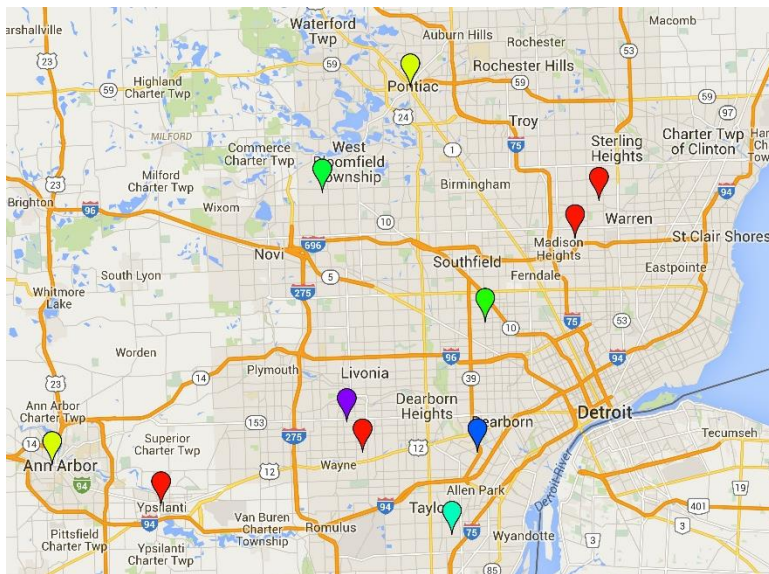 Macomb
Waterford
Twp
Auburn Hills
Rochester
53
23
59
Rochester Hills
Highland
Charter Twp
59
Pontiac
59
59
97
24
Troy
MILFORD
West
Bloomfield
Township
Commerce
Charter Twp
1
75
Sterling
Heights
Charter Twp
of Clinton
23
Milford
Charter Twp
Birmingham
94
Brighton
96
Wixom
10
Warren
696
Madison
Heights
St Clair Shores
Novi
Southfield
South Lyon
5
Ferndale
Eastpointe
275
Whitmore
Lake
10
75
53
Worden
96
94
Plymouth
23
14
Livonia
39
Ann Arbor
Charter Twp
Dearborn
Heights
Dearborn
Detroit
153
Superior
Charter Twp
275
12
Tecumseh
14
Ann Arbor
Wayne
12
94
Detroit River
19
Ypsilanti
94
Allen Park
401
94
Van Buren
Charter
Township
Romulus
Taylor
75
Wyandotte
3
3
Pittsfield
Charter Twp
Ypsilanti
Charter Twp
85